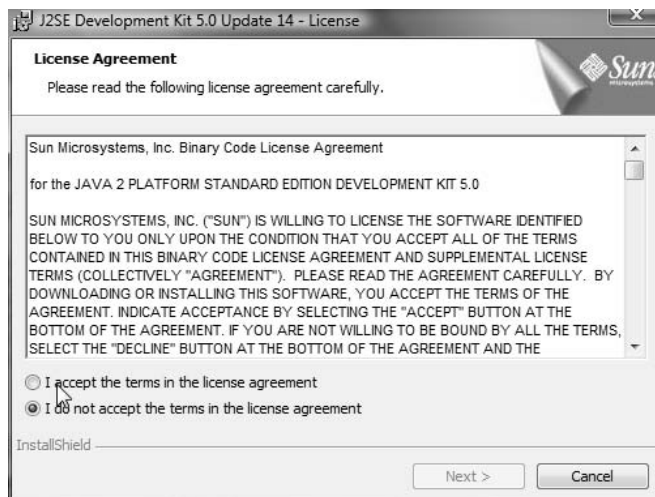 J2SE Development Kit 5.0 Update 14 - License
License Agreement
Please read the following license agreement carefully.
Sun
microsystems
Sun Microsystems, Inc. Binary Code License Agreement
for the JAVA 2 PLATFORM STANDARD EDITION DEVELOPMENT KIT 5.0
SUN MICROSYSTEMS, INC. ("SUN") IS WILLING TO LICENSE THE SOFTWARE IDENTIFIED
BELOW TO YOU ONLY UPON THE CONDITION THAT YOU ACCEPT ALL OF THE TERMS
CONTAINED IN THIS BINARY CODE LICENSE AGREEMENT AND SUPPLEMENTAL LICENSE
TERMS (COLLECTIVELY "AGREEMENT"). PLEASE READ THE AGREEMENT CAREFULLY. BY
DOWNLOADING OR INSTALLING THIS SOFTWARE, YOU ACCEPT THE TERMS OF THE
AGREEMENT. INDICATE ACCEPTANCE BY SELECTING THE "ACCEPT" BUTTON AT THE
BOTTOM OF THE AGREEMENT. IF YOU ARE NOT WILLING TO BE BOUND BY ALL THE TERMS,
SELECT THE "DECLINE" BUTTON AT THE BOTTOM OF THE AGREEMENT AND THE
I accept the terms in the license agreement
I do not accept the terms in the license agreement
InstallShield
Next >
Cancel